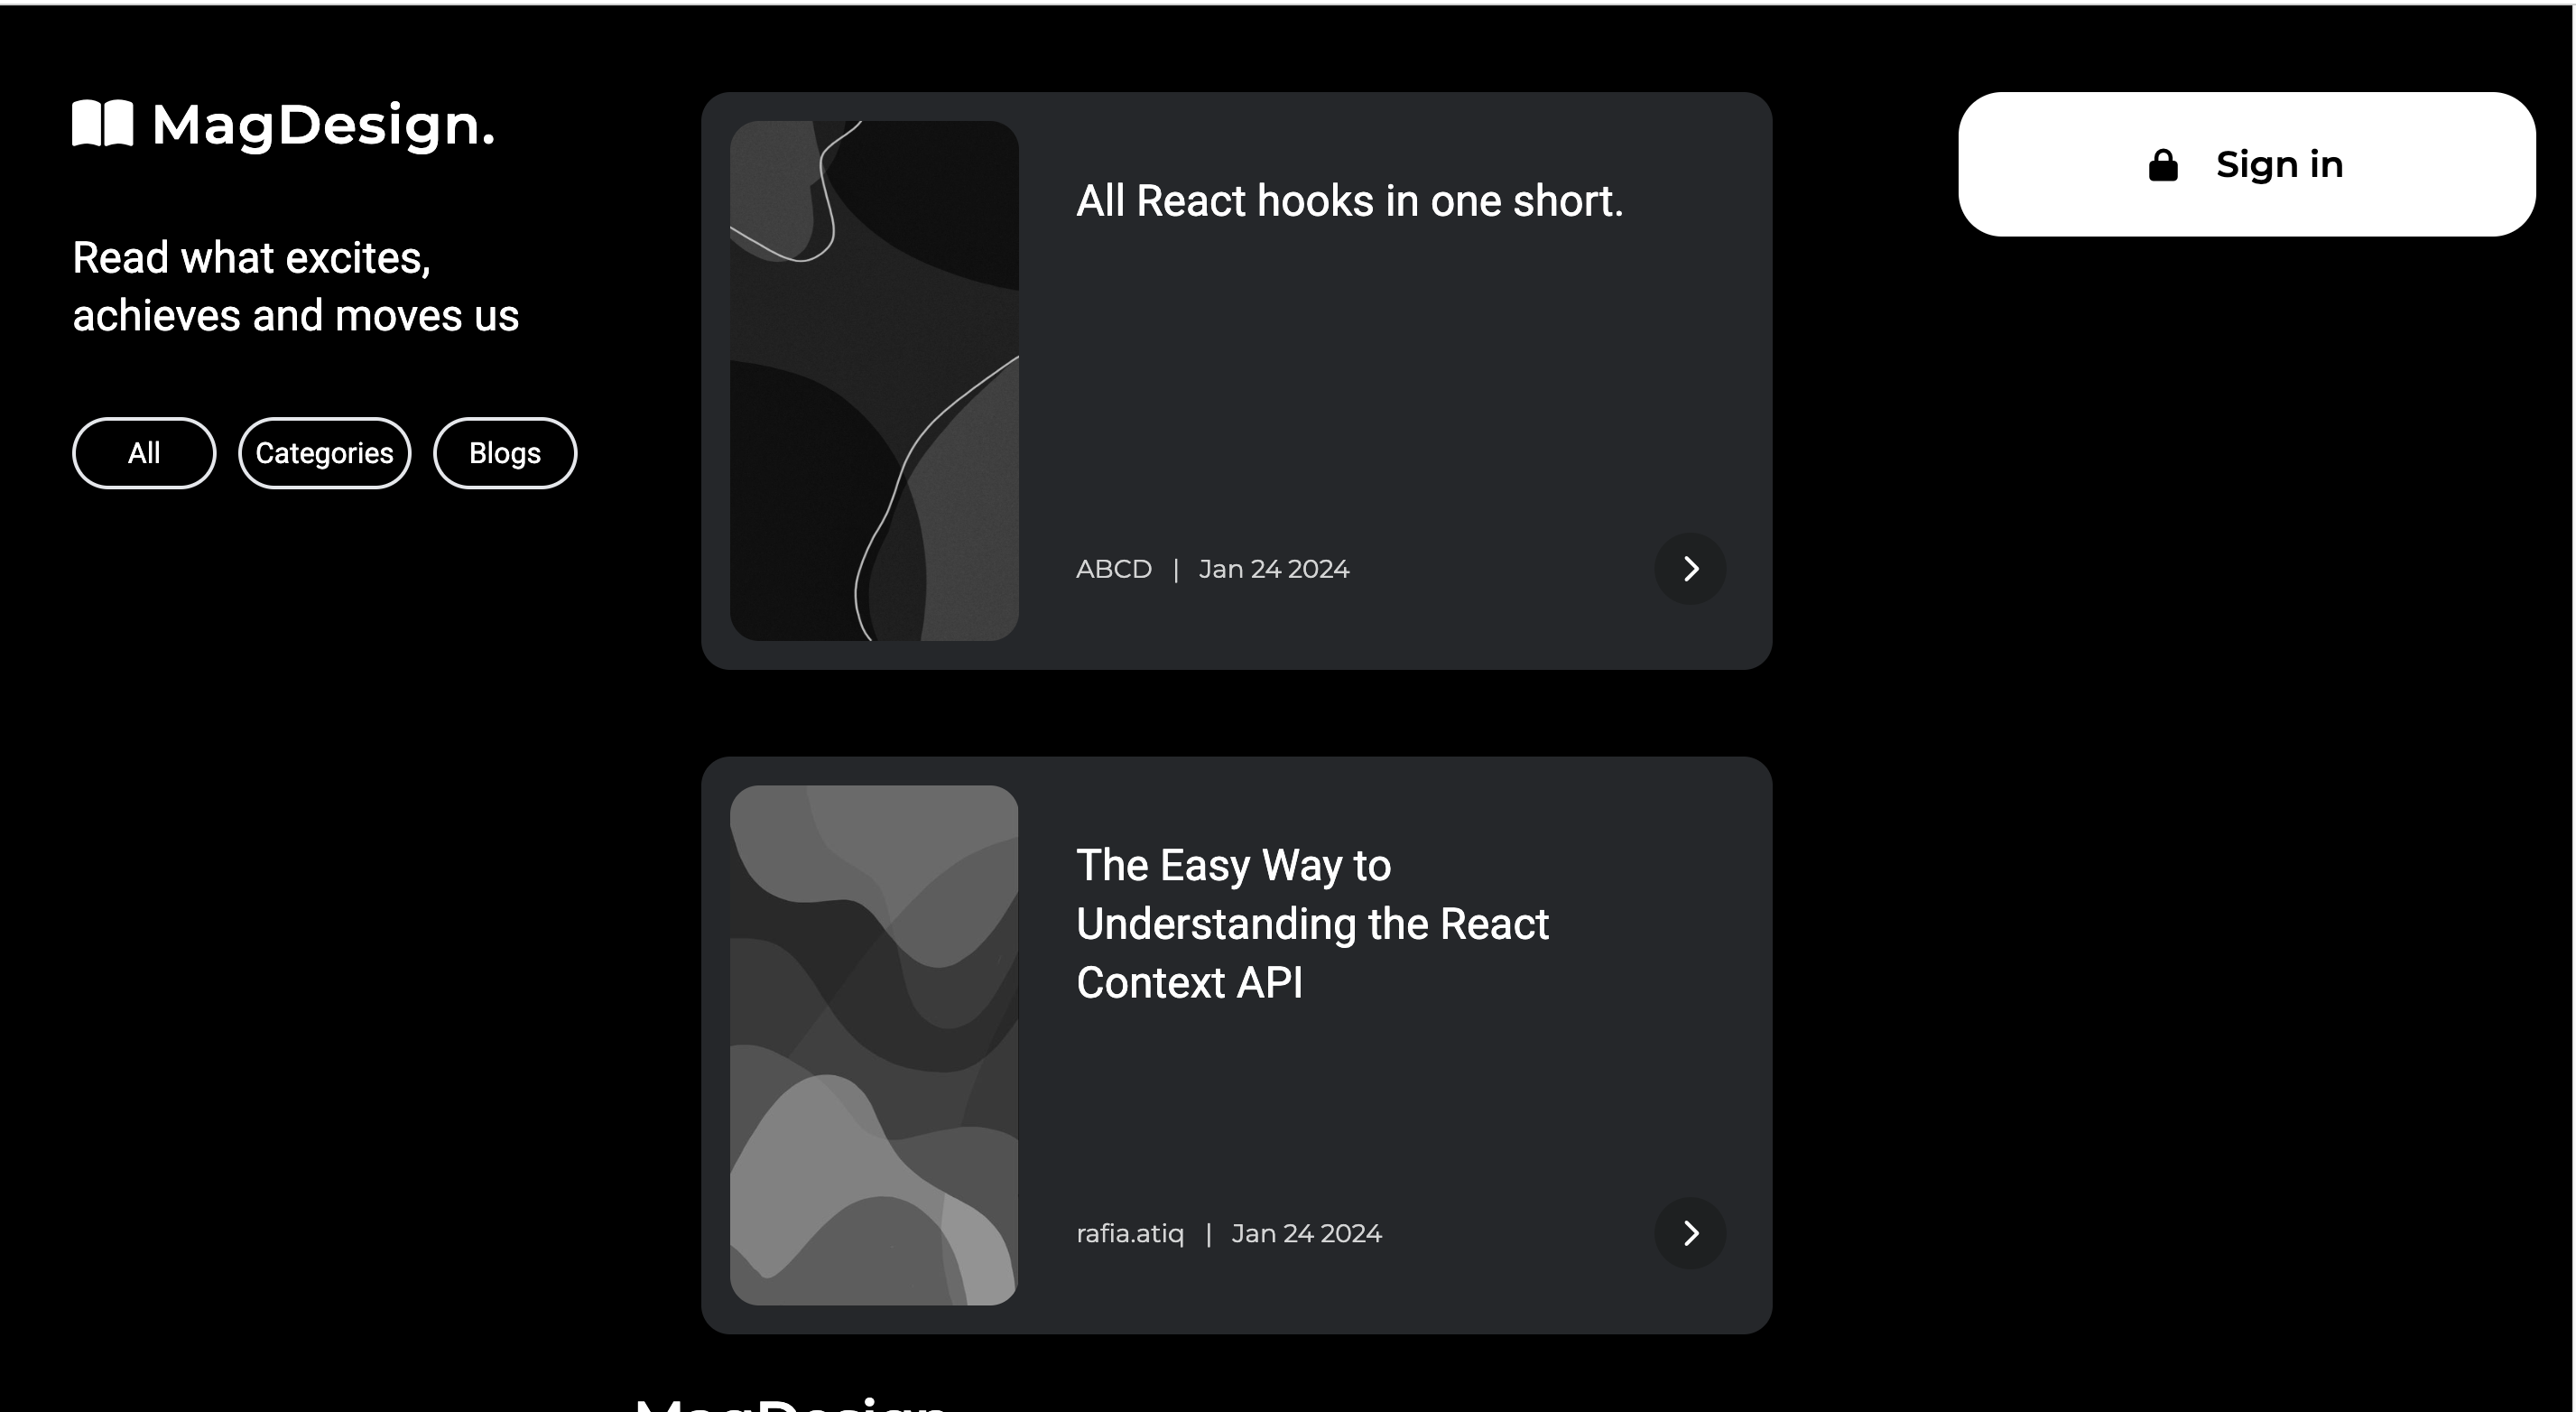 MagDesign.
Read what excites,
achieves and moves us
All
Categories
Blogs
All React hooks in one short.
ABCD | Jan 24 2024
Sign in
The Easy Way to
Understanding the React
Context API
rafia.atiq | Jan 24 2024
MagDesign